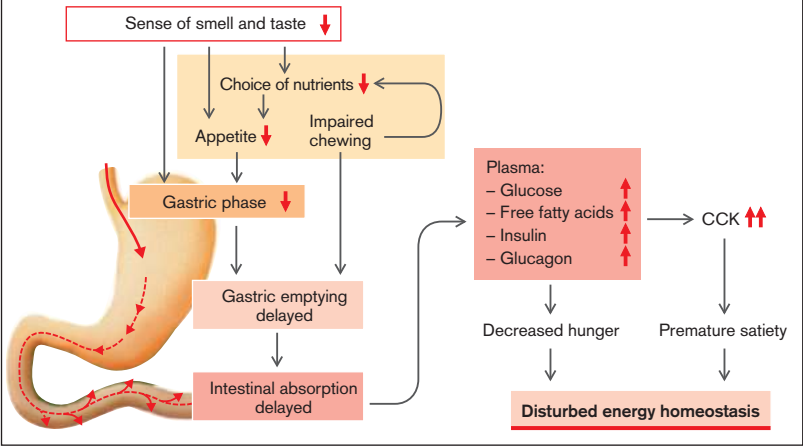 Sense of smell and taste
Choice of nutrients
Appetite
Impaired
chewing
Gastric phase
Gastric emptying
delayed
Intestinal absorption
delayed
Plasma:
– Glucose
– Free fatty acids
– Insulin
– Glucagon
CCK
Decreased hunger
Premature satiety
Disturbed energy homeostasis